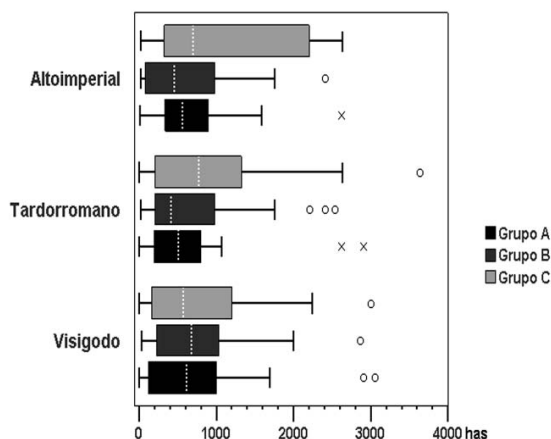 Altoimperial
Tardorromano
Visigodo
Grupo A
Grupo B
Grupo C
0 1000 2000 3000 4000 has